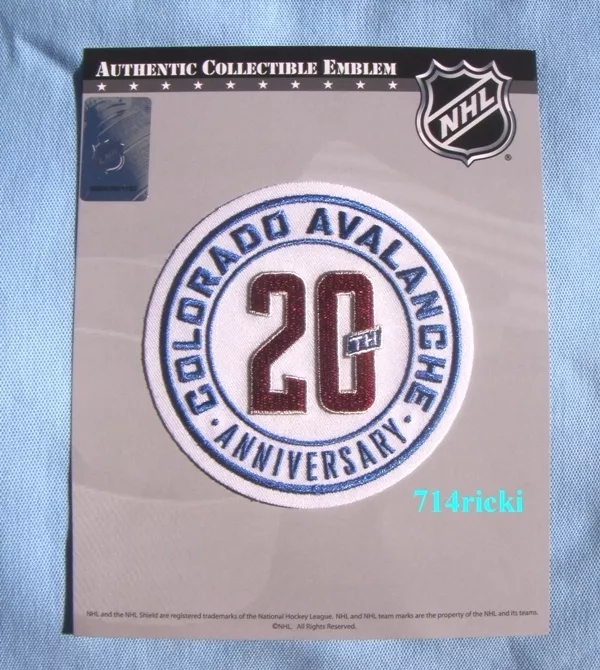 AUTHENTIC COLLECTIBLE EMBLEM
NHL
®
COLORADO AVALANCHE
20
TH
· ANNIVERSARY ·
714ricki
NHL and the NHL Shield are registered trademarks of the National Hockey League. NHL and NHL team marks are the property of the NHL and its teams.
©NHL. All Rights Reserved.